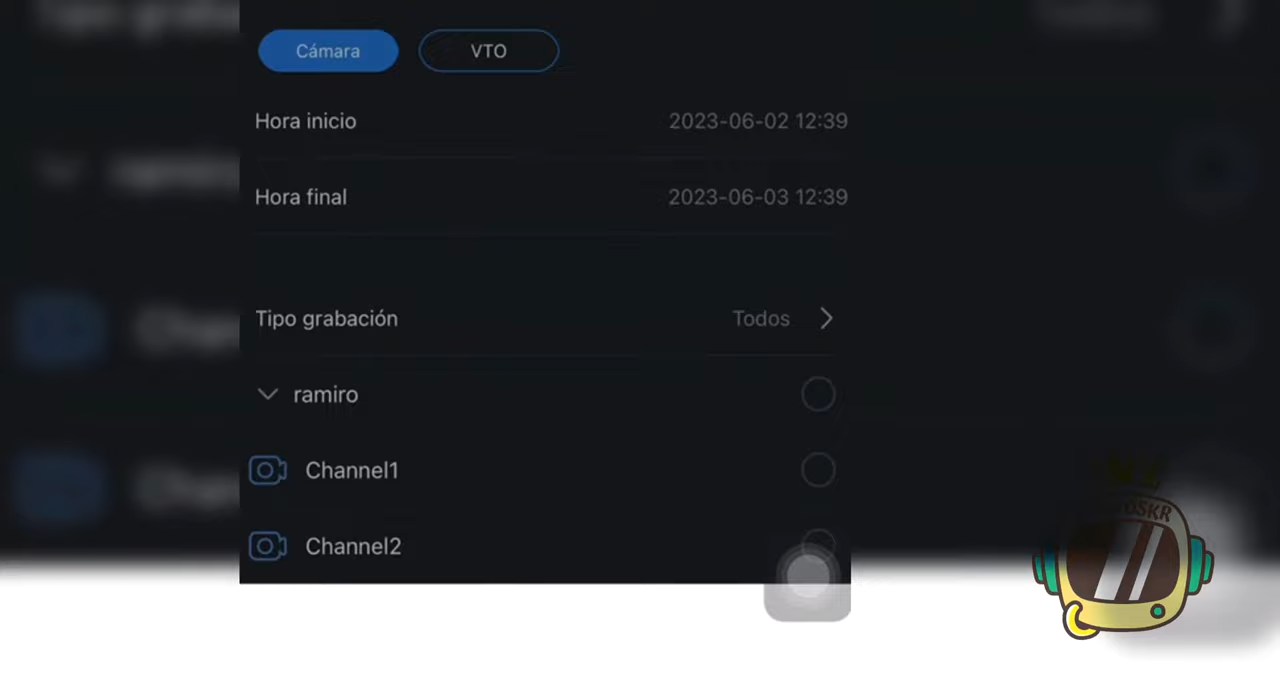 Cámara VTO
Hora inicio 2023-06-02 12:39
Hora final 2023-06-03 12:39
Tipo grabación Todos
ramiro
Channel1
Channel2